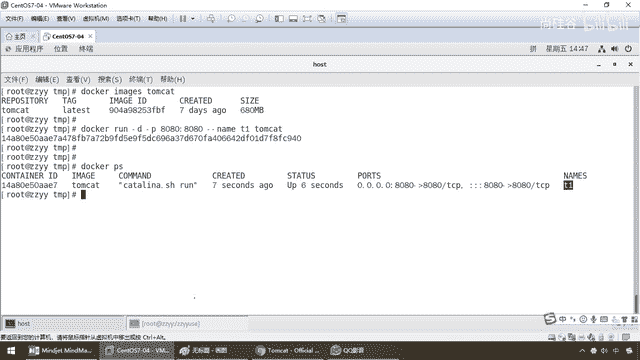 CentOS7-04 - VMware Workstation
文件(F) 编辑(E) 查看(V) 虚拟机(M) 选项卡(T) 帮助(H)
尚硅谷 bilibili
主页 CentOS7-04
应用程序 位置 终端 拼 星期五 14:47
host
文件(F) 编辑(E) 查看(V) 搜索(S) 终端(T) 帮助(H)
[root@zzyy tmp]# docker images tomcat
REPOSITORY TAG IMAGE ID CREATED SIZE
tomcat latest 904a98253fbf 7 days ago 680MB
[root@zzyy tmp]#
[root@zzyy tmp]# docker run -d -p 8080:8080 --name t1 tomcat
14a80e50aae7a478fb7a72b9fd5e9f5dc696a37d670fa406642df01d7f8fc940
[root@zzyy tmp]#
[root@zzyy tmp]#
[root@zzyy tmp]# docker ps
CONTAINER ID IMAGE COMMAND CREATED STATUS PORTS NAMES
14a80e50aae7 tomcat "catalina.sh run" 7 seconds ago Up 6 seconds 0.0.0.0:8080->8080/tcp, :::8080->8080/tcp t1
[root@zzyy tmp]#
host [root@zzyy:/zzyyuse]
要返回到您的计算机，请将鼠标指针从虚拟机中移出或按 Ctrl+Alt。
Mindjet MindMa... CentOS7-04 - VM... 无标题 - 画图 Tomcat - Official ... QQ影音